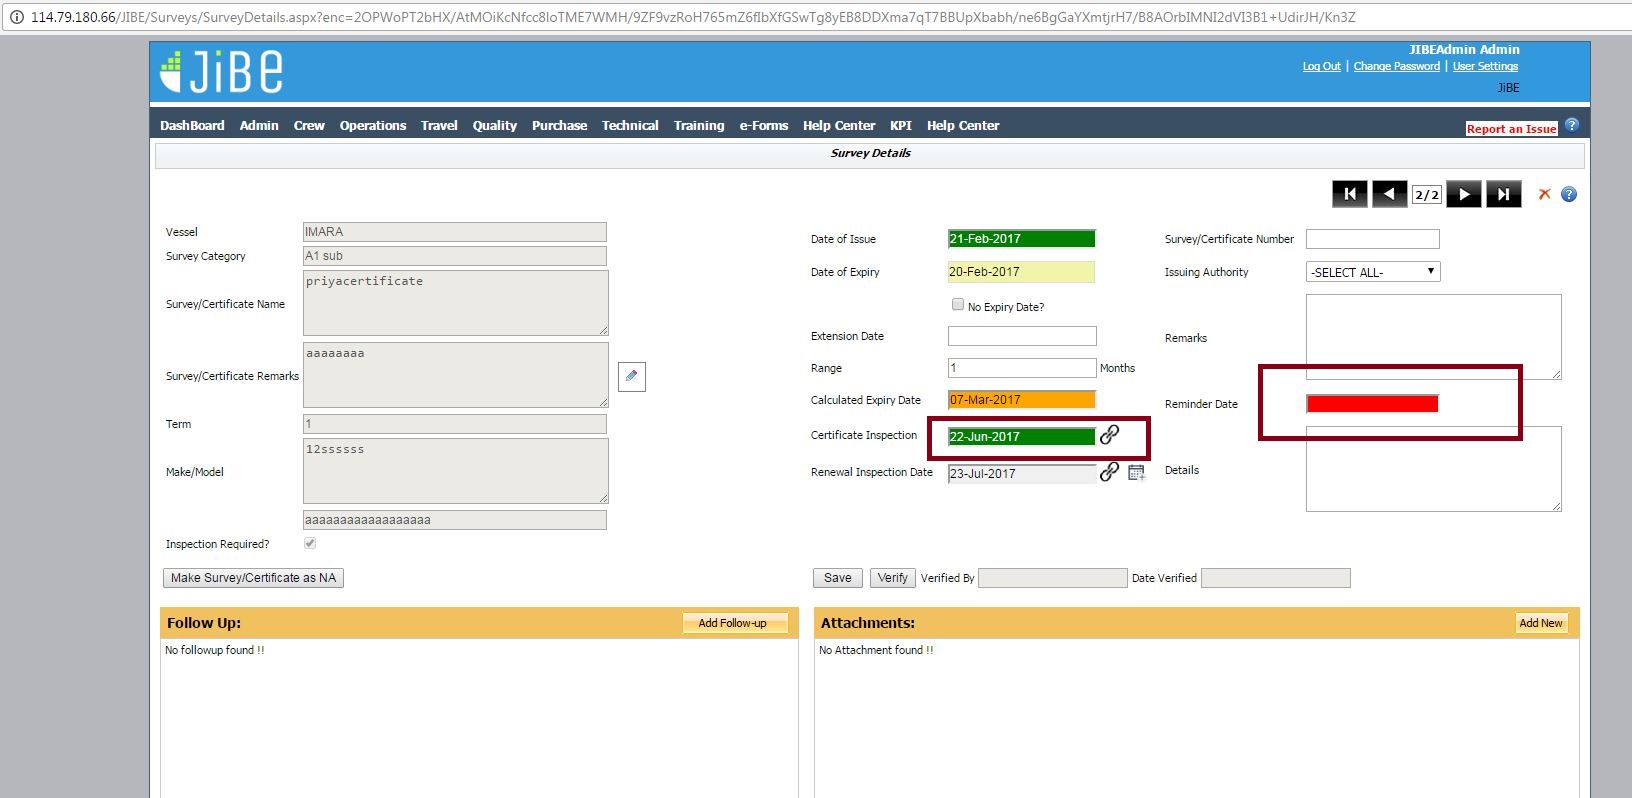 114.79.180.66/JIBE/Surveys/SurveyDetails.aspx?enc=2OPWoPT2bHX/AtMOiKcNfcc8loTME7WMH/9ZF9vzRoH765mZ6fIbXfGSwTg8yEB8DDXma7qT7BBUpXbabh/ne6BgGaYXmtjrH7/B8AOrbIMNI2dVI3B1+UdirJH/Kn3Z
JiBE
JIBEAdmin Admin
Log Out | Change Password | User Settings
JiBE
DashBoard Admin Crew Operations Travel Quality Purchase Technical Training e-Forms Help Center KPI Help Center
Report an Issue ?
Survey Details
2/2 ?
Vessel IMARA
Survey Category A1 sub
Survey/Certificate Name priyacertificate
Survey/Certificate Remarks aaaaaaaa
Term 1
Make/Model 12ssssss
aaaaaaaaaaaaaaaaaa
Inspection Required?
Make Survey/Certificate as NA
Date of Issue 21-Feb-2017
Date of Expiry 20-Feb-2017
No Expiry Date?
Extension Date
Range 1 Months
Calculated Expiry Date 07-Mar-2017
Certificate Inspection 22-Jun-2017
Renewal Inspection Date 23-Jul-2017
Survey/Certificate Number
Issuing Authority -SELECT ALL-
Remarks
Reminder Date
Details
Save Verify Verified By Date Verified
Follow Up: Add Follow-up
No followup found !!
Attachments: Add New
No Attachment found !!